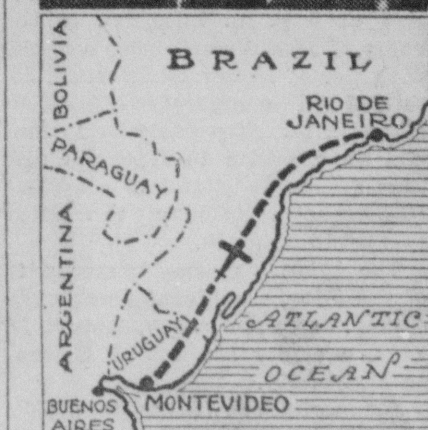 BOLIVIA
BRAZIL
RIO DE
JANEIRO
PARAGUAY
ARGENTINA
URUGUAY
ATLANTIC
OCEAN
BUENOS
AIRES
MONTEVIDEO